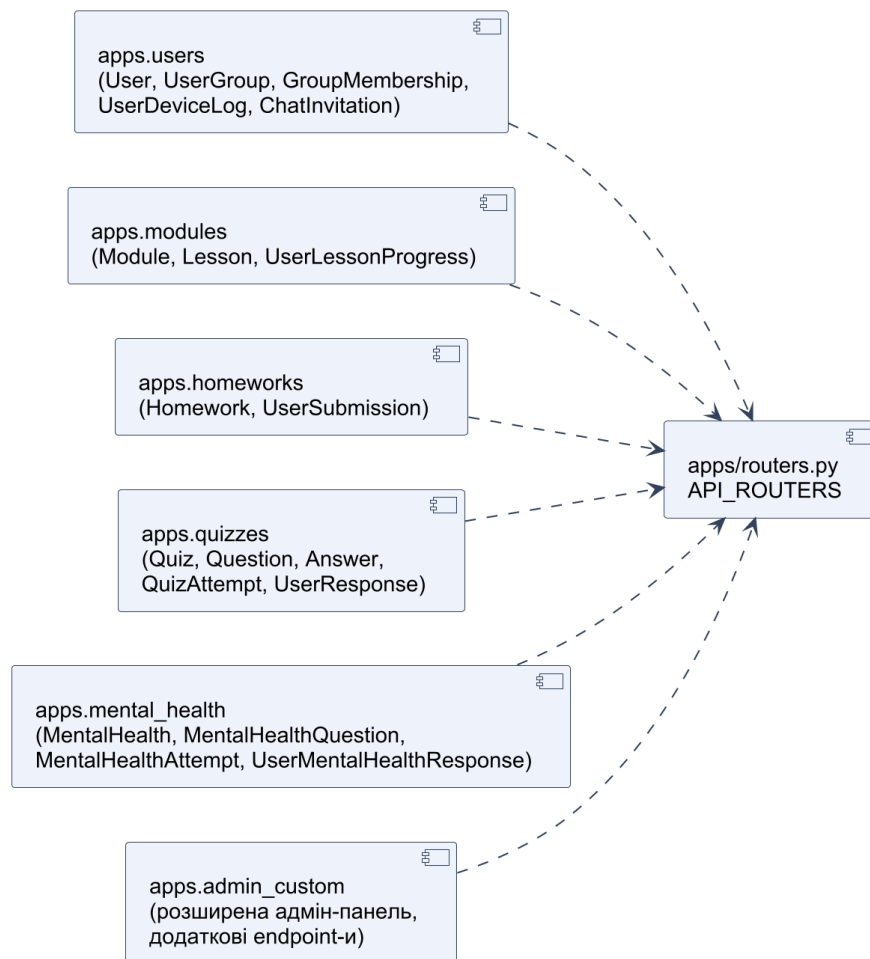 apps.users
(User, UserGroup, GroupMembership,
UserDeviceLog, ChatInvitation)
apps.modules
(Module, Lesson, UserLessonProgress)
apps.homeworks
(Homework, UserSubmission)
apps/routers.py
API_ROUTERS
apps.quizzes
(Quiz, Question, Answer,
QuizAttempt, UserResponse)
apps.mental_health
(MentalHealth, MentalHealthQuestion,
MentalHealthAttempt, UserMentalHealthResponse)
apps.admin_custom
(розширена адмін-панель,
додаткові endpoint-и)